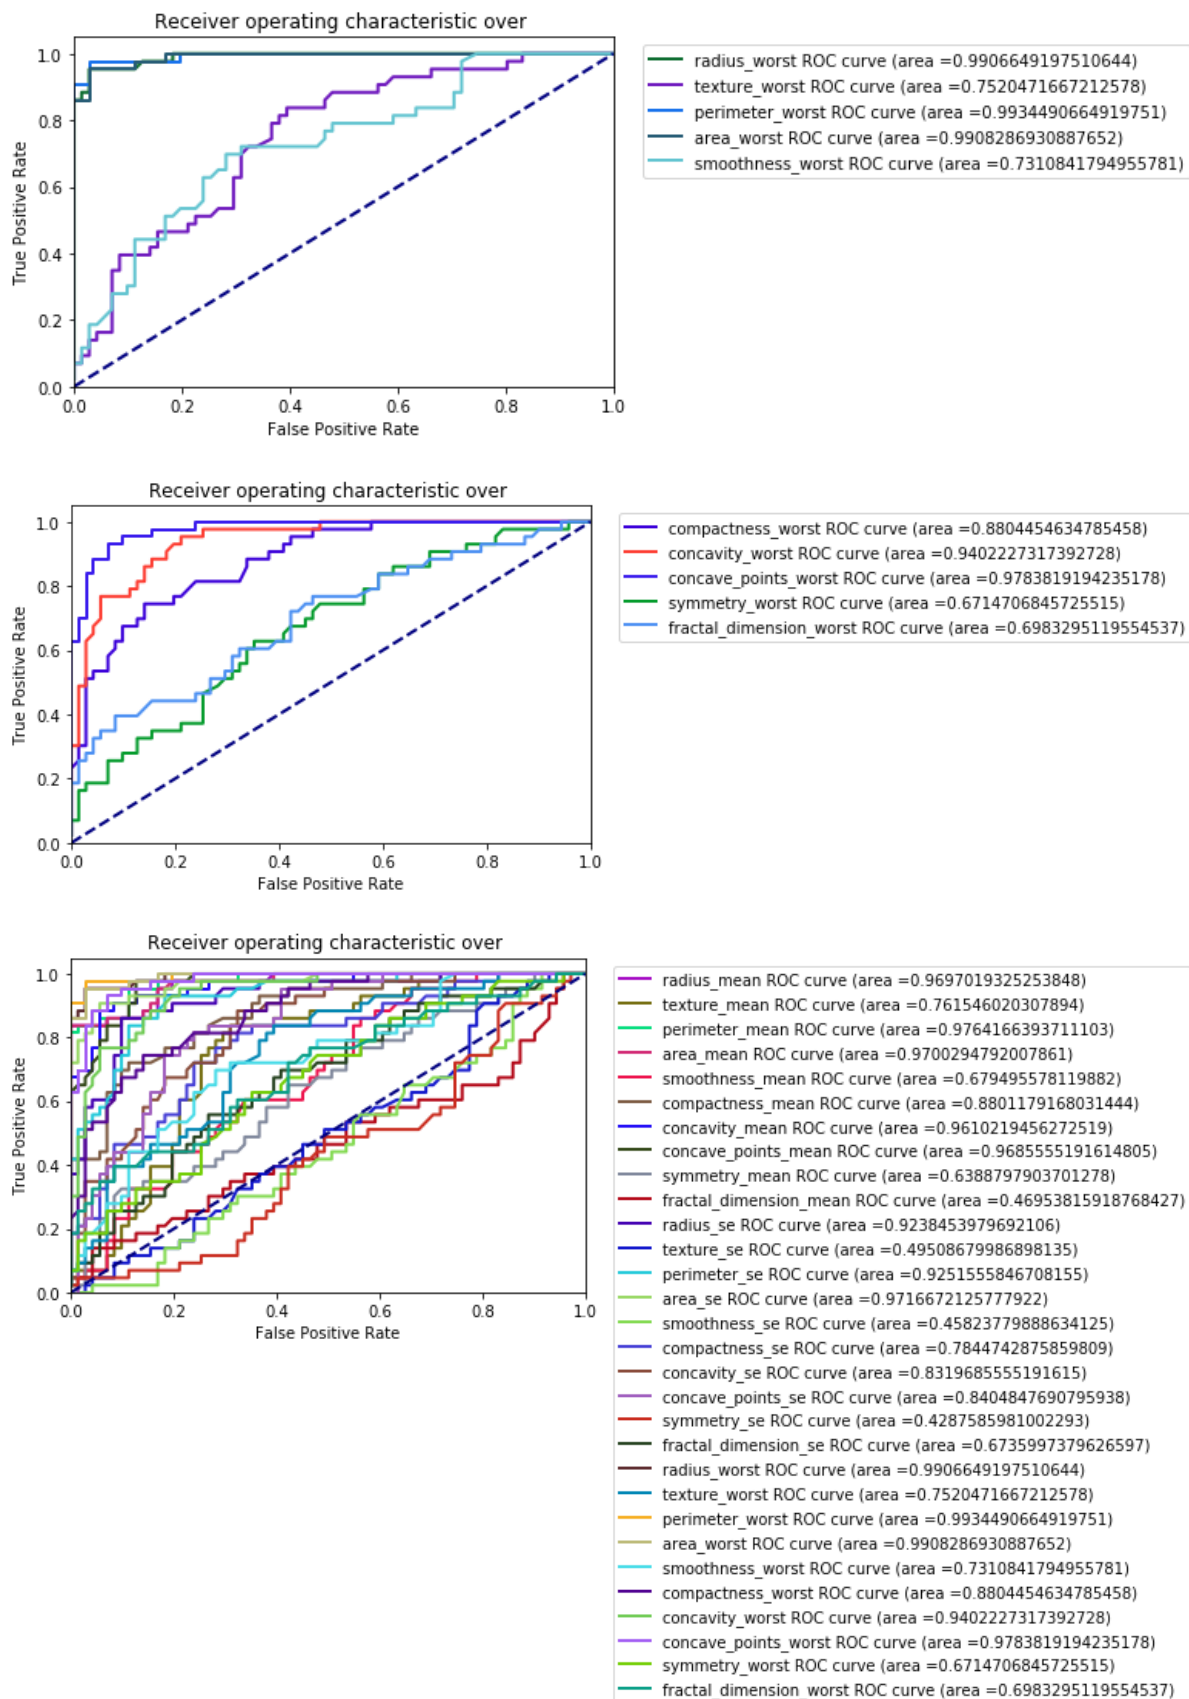 Receiver operating characteristic over
1.0
0.8
0.6
0.4
0.2
0.0
True Positive Rate
0.0 0.2 0.4 0.6 0.8 1.0
False Positive Rate
radius_worst ROC curve (area =0.9906649197510644)
texture_worst ROC curve (area =0.7520471667212578)
perimeter_worst ROC curve (area =0.9934490664919751)
area_worst ROC curve (area =0.9908286930887652)
smoothness_worst ROC curve (area =0.7310841794955781)
Receiver operating characteristic over
1.0
0.8
0.6
0.4
0.2
0.0
True Positive Rate
0.0 0.2 0.4 0.6 0.8 1.0
False Positive Rate
compactness_worst ROC curve (area =0.8804454634785458)
concavity_worst ROC curve (area =0.9402227317392728)
concave_points_worst ROC curve (area =0.9783819194235178)
symmetry_worst ROC curve (area =0.6714706845725515)
fractal_dimension_worst ROC curve (area =0.6983295119554537)
Receiver operating characteristic over
1.0
0.8
0.6
0.4
0.2
0.0
True Positive Rate
0.0 0.2 0.4 0.6 0.8 1.0
False Positive Rate
radius_mean ROC curve (area =0.9697019325253848)
texture_mean ROC curve (area =0.761546020307894)
perimeter_mean ROC curve (area =0.9764166393711103)
area_mean ROC curve (area =0.9700294792007861)
smoothness_mean ROC curve (area =0.679495578119882)
compactness_mean ROC curve (area =0.8801179168031444)
concavity_mean ROC curve (area =0.9610219456272519)
concave_points_mean ROC curve (area =0.9685555191614805)
symmetry_mean ROC curve (area =0.6388797903701278)
fractal_dimension_mean ROC curve (area =0.46953815918768427)
radius_se ROC curve (area =0.9238453979692106)
texture_se ROC curve (area =0.49508679986898135)
perimeter_se ROC curve (area =0.9251555846708155)
area_se ROC curve (area =0.9716672125777922)
smoothness_se ROC curve (area =0.45823779888634125)
compactness_se ROC curve (area =0.7844742875859809)
concavity_se ROC curve (area =0.8319685555191615)
concave_points_se ROC curve (area =0.8404847690795938)
symmetry_se ROC curve (area =0.4287585981002293)
fractal_dimension_se ROC curve (area =0.6735997379626597)
radius_worst ROC curve (area =0.9906649197510644)
texture_worst ROC curve (area =0.7520471667212578)
perimeter_worst ROC curve (area =0.9934490664919751)
area_worst ROC curve (area =0.9908286930887652)
smoothness_worst ROC curve (area =0.7310841794955781)
compactness_worst ROC curve (area =0.8804454634785458)
concavity_worst ROC curve (area =0.9402227317392728)
concave_points_worst ROC curve (area =0.9783819194235178)
symmetry_worst ROC curve (area =0.6714706845725515)
fractal_dimension_worst ROC curve (area =0.6983295119554537)